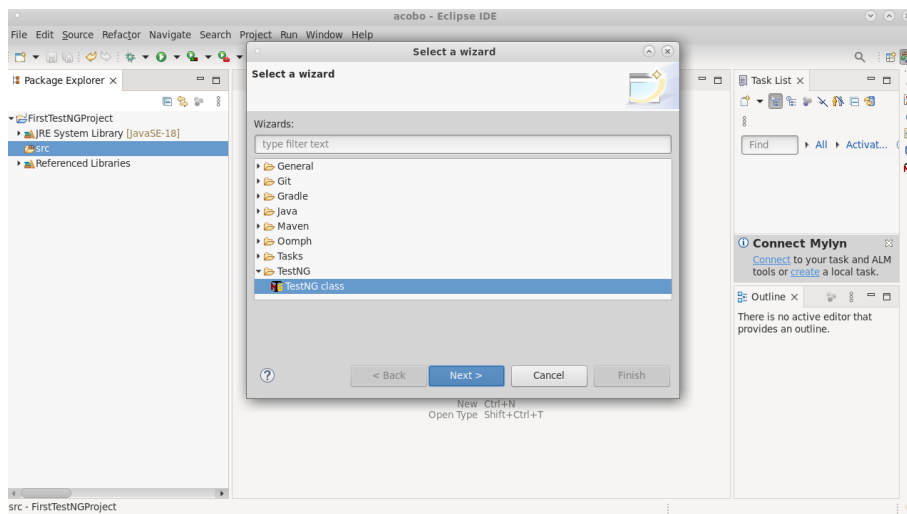 acobo - Eclipse IDE
File Edit Source Refactor Navigate Search Project Run Window Help
Package Explorer
FirstTestNGProject
JRE System Library [JavaSE-18]
src
Referenced Libraries
Select a wizard
Select a wizard
Wizards:
type filter text
General
Git
Gradle
Java
Maven
Oomph
Tasks
TestNG
TestNG class
< Back Next > Cancel Finish
New Ctrl+N
Open Type Shift+Ctrl+T
Task List
Find All Activat...
Connect Mylyn
Connect to your task and ALM
tools or create a local task.
Outline
There is no active editor that
provides an outline.
src - FirstTestNGProject